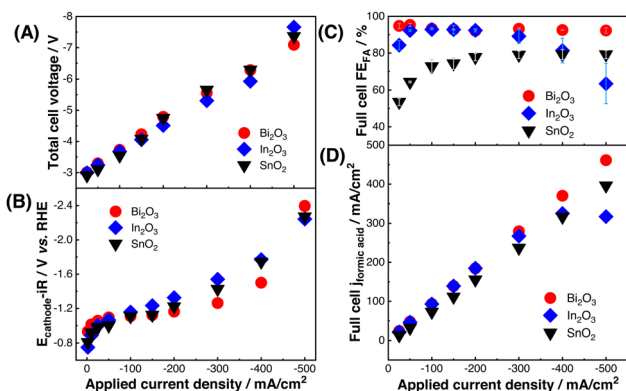 (A)
Total cell voltage / V
-8
-7
-6
-5
-4
-3
Bi₂O₃
In₂O₃
SnO₂
(B)
E_cathode-iR / V vs. RHE
-2.4
-2.0
-1.6
-1.2
-0.8
Bi₂O₃
In₂O₃
SnO₂
0 -100 -200 -300 -400 -500
Applied current density / mA/cm²
(C)
Full cell FE_FA / %
100
80
60
40
Bi₂O₃
In₂O₃
SnO₂
(D)
Full cell j_formic acid / mA/cm²
500
400
300
200
100
0
Bi₂O₃
In₂O₃
SnO₂
0 -100 -200 -300 -400 -500
Applied current density / mA/cm²